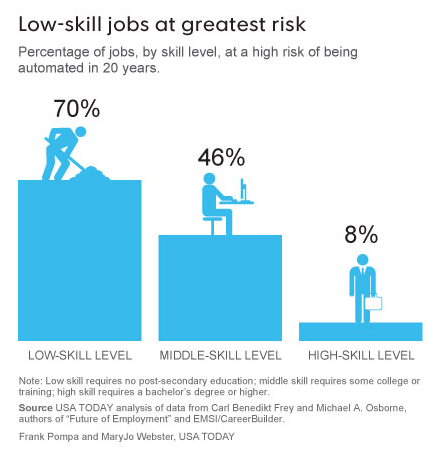 Low-skill jobs at greatest risk
Percentage of jobs, by skill level, at a high risk of being
automated in 20 years.
70%
46%
8%
LOW-SKILL LEVEL
MIDDLE-SKILL LEVEL
HIGH-SKILL LEVEL
Note: Low skill requires no post-secondary education; middle skill requires some college or
training; high skill requires a bachelor's degree or higher.
Source USA TODAY analysis of data from Carl Benedikt Frey and Michael A. Osborne,
authors of “Future of Employment” and EMSI/CareerBuilder.
Frank Pompa and MaryJo Webster, USA TODAY